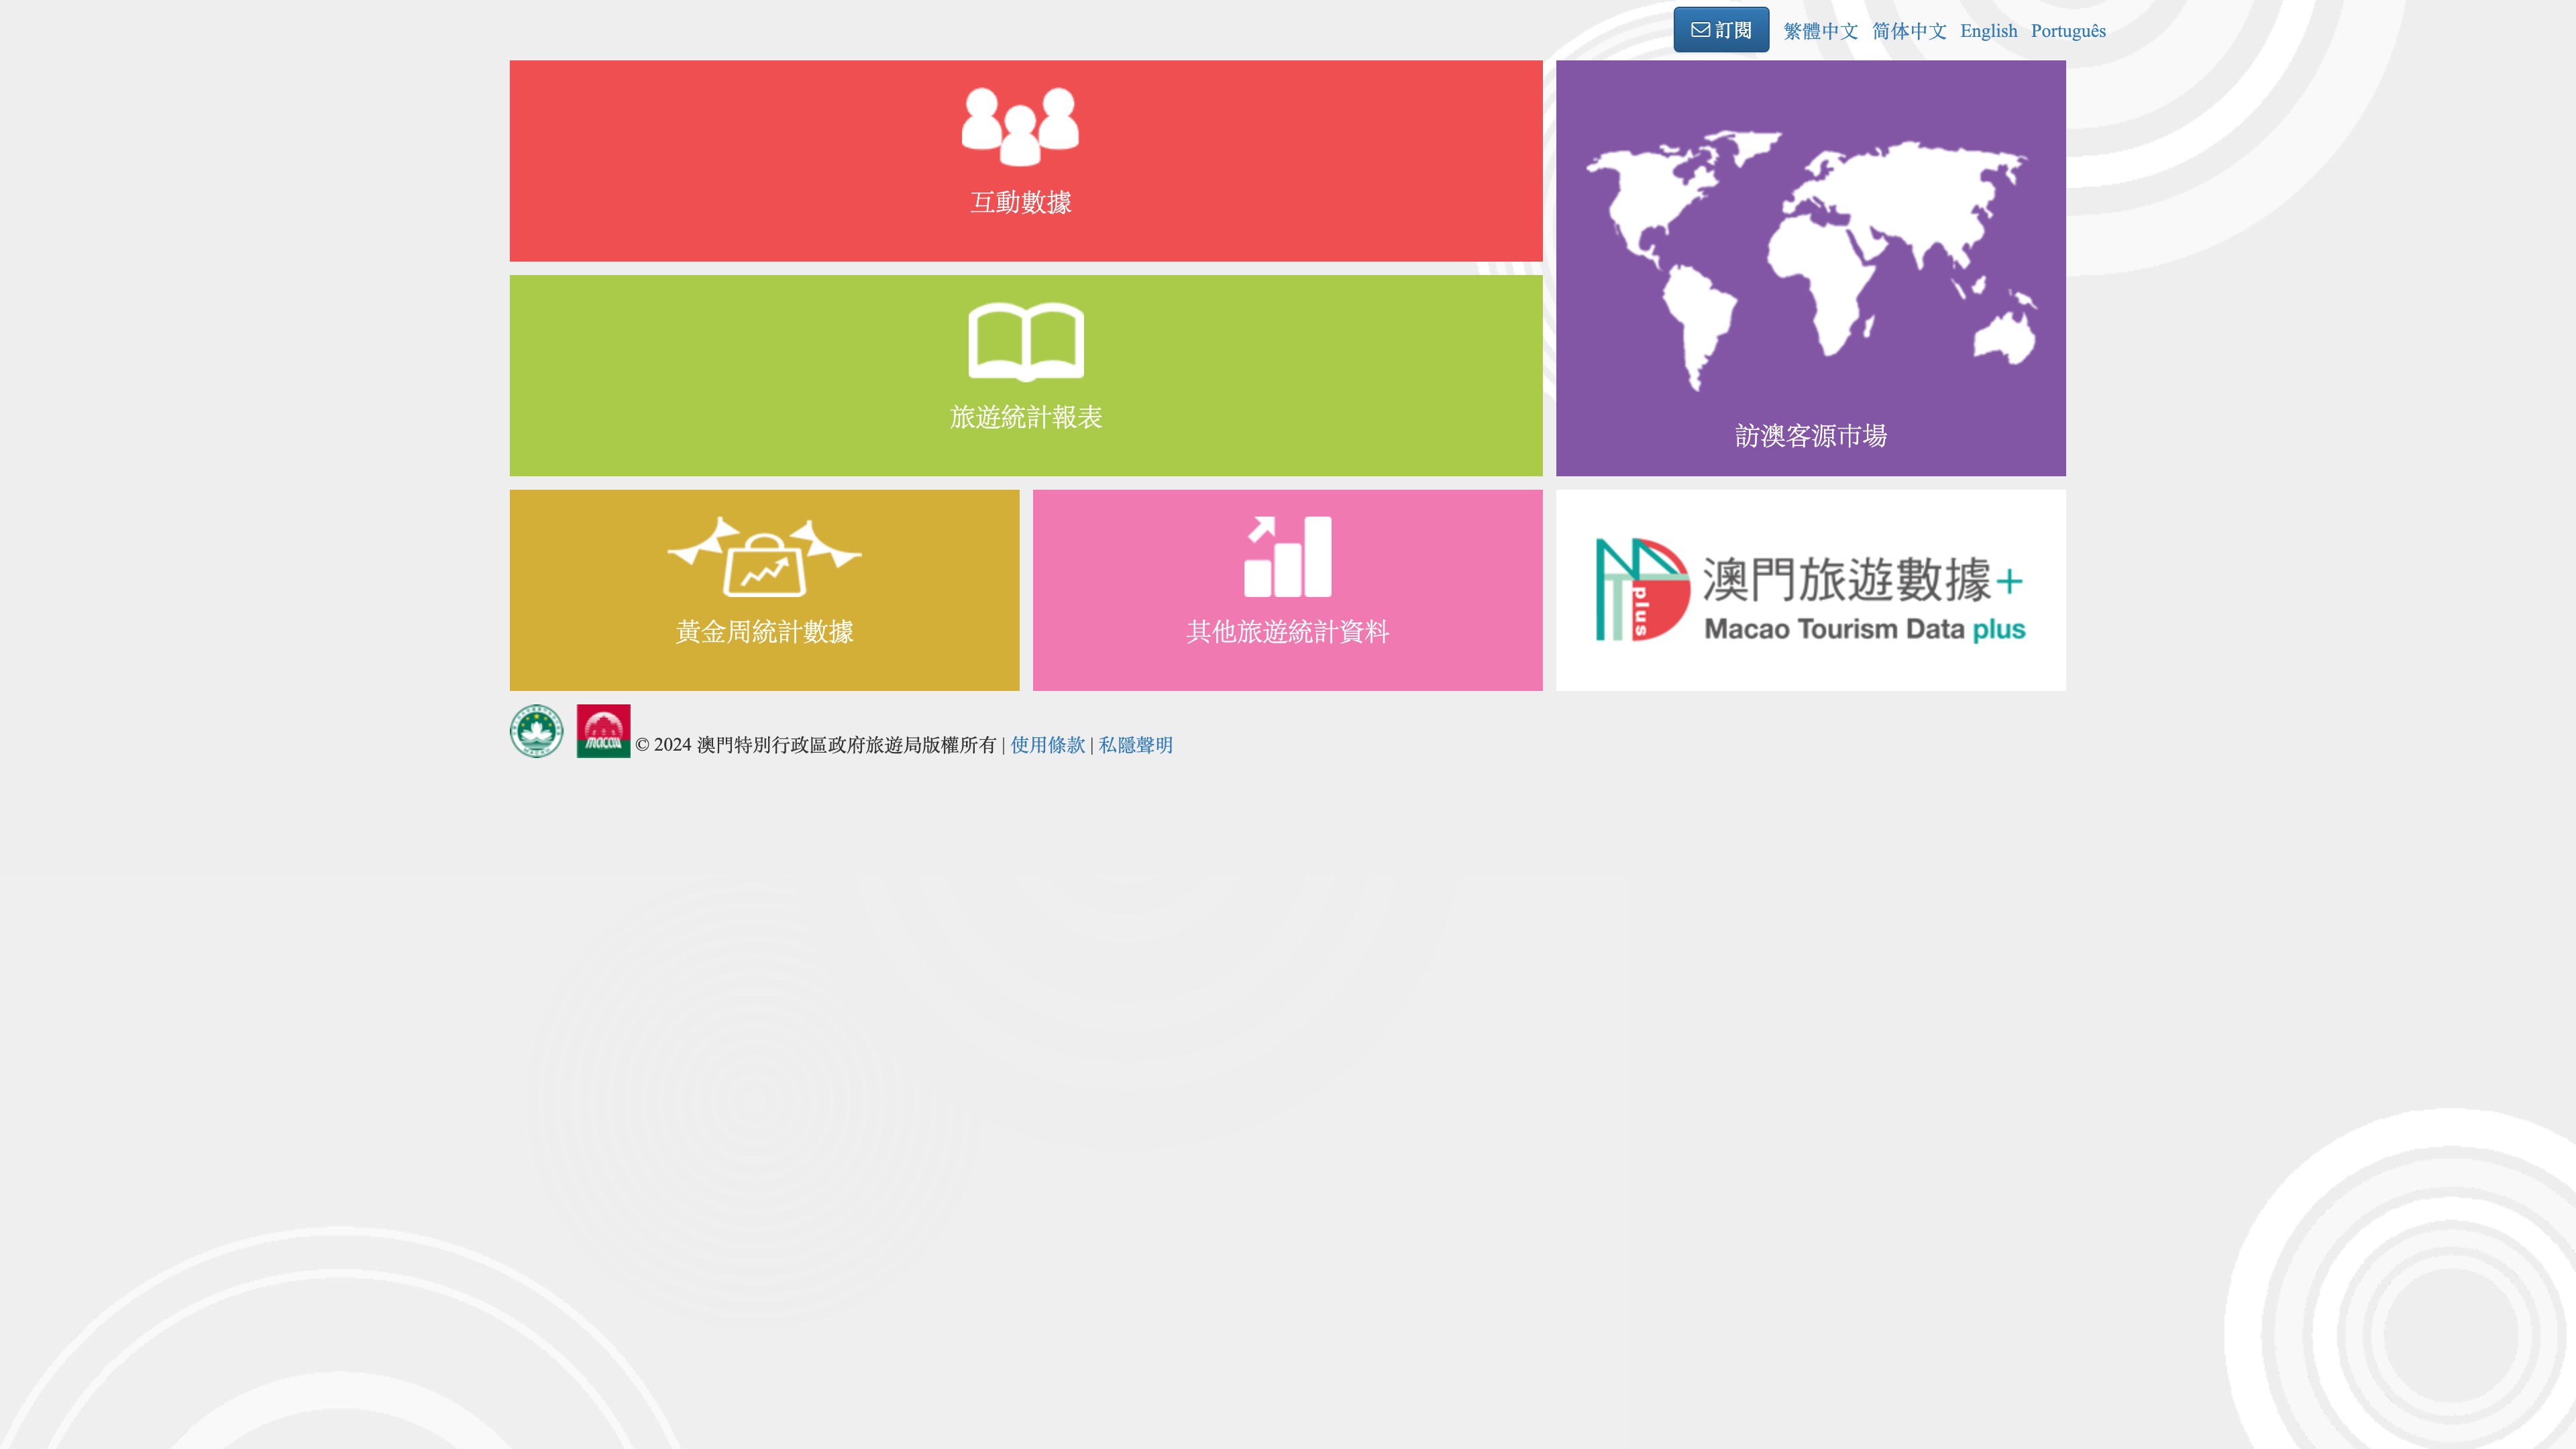 訂閱 繁體中文 简体中文 English Português
互動數據
旅遊統計報表
訪澳客源市場
黃金周統計數據
其他旅遊統計資料
plus
澳門旅遊數據+
Macao Tourism Data plus
macau © 2024 澳門特別行政區政府旅遊局版權所有 | 使用條款 | 私隱聲明